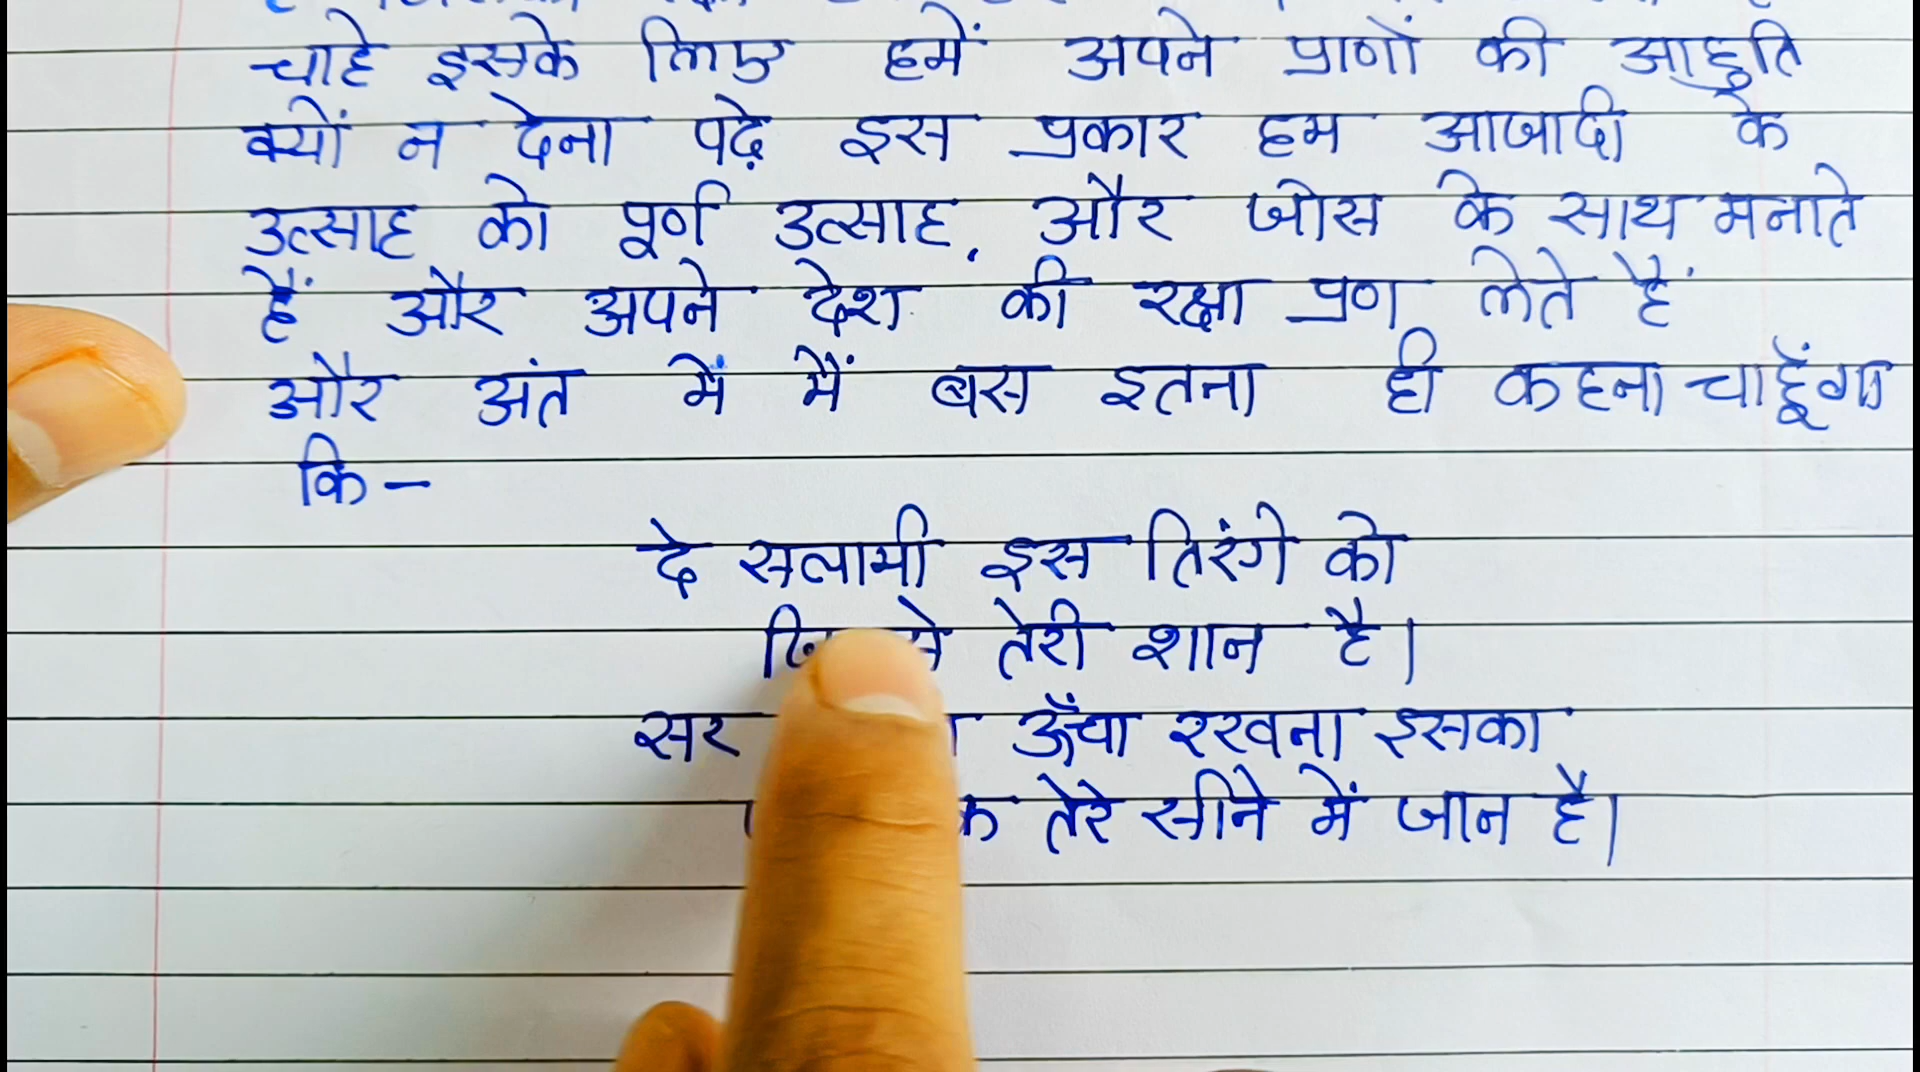 चाहे इसके लिए हमें अपने प्राणों की आहुति
क्यों न देना पढ़े इस प्रकार हम आजादी के
उत्साह को पूर्ण उत्साह, और जोस के साथ मनाते
हैं और अपने देश की रक्षा प्रण लेते हैं
और अंत में मैं बस इतना ही कहना चाहूँगा
कि -
दे सलामी इस तिरंगे को
तेरी शान है।
सर ऊँचा रखना इसका
तेरे सीने में जान है।